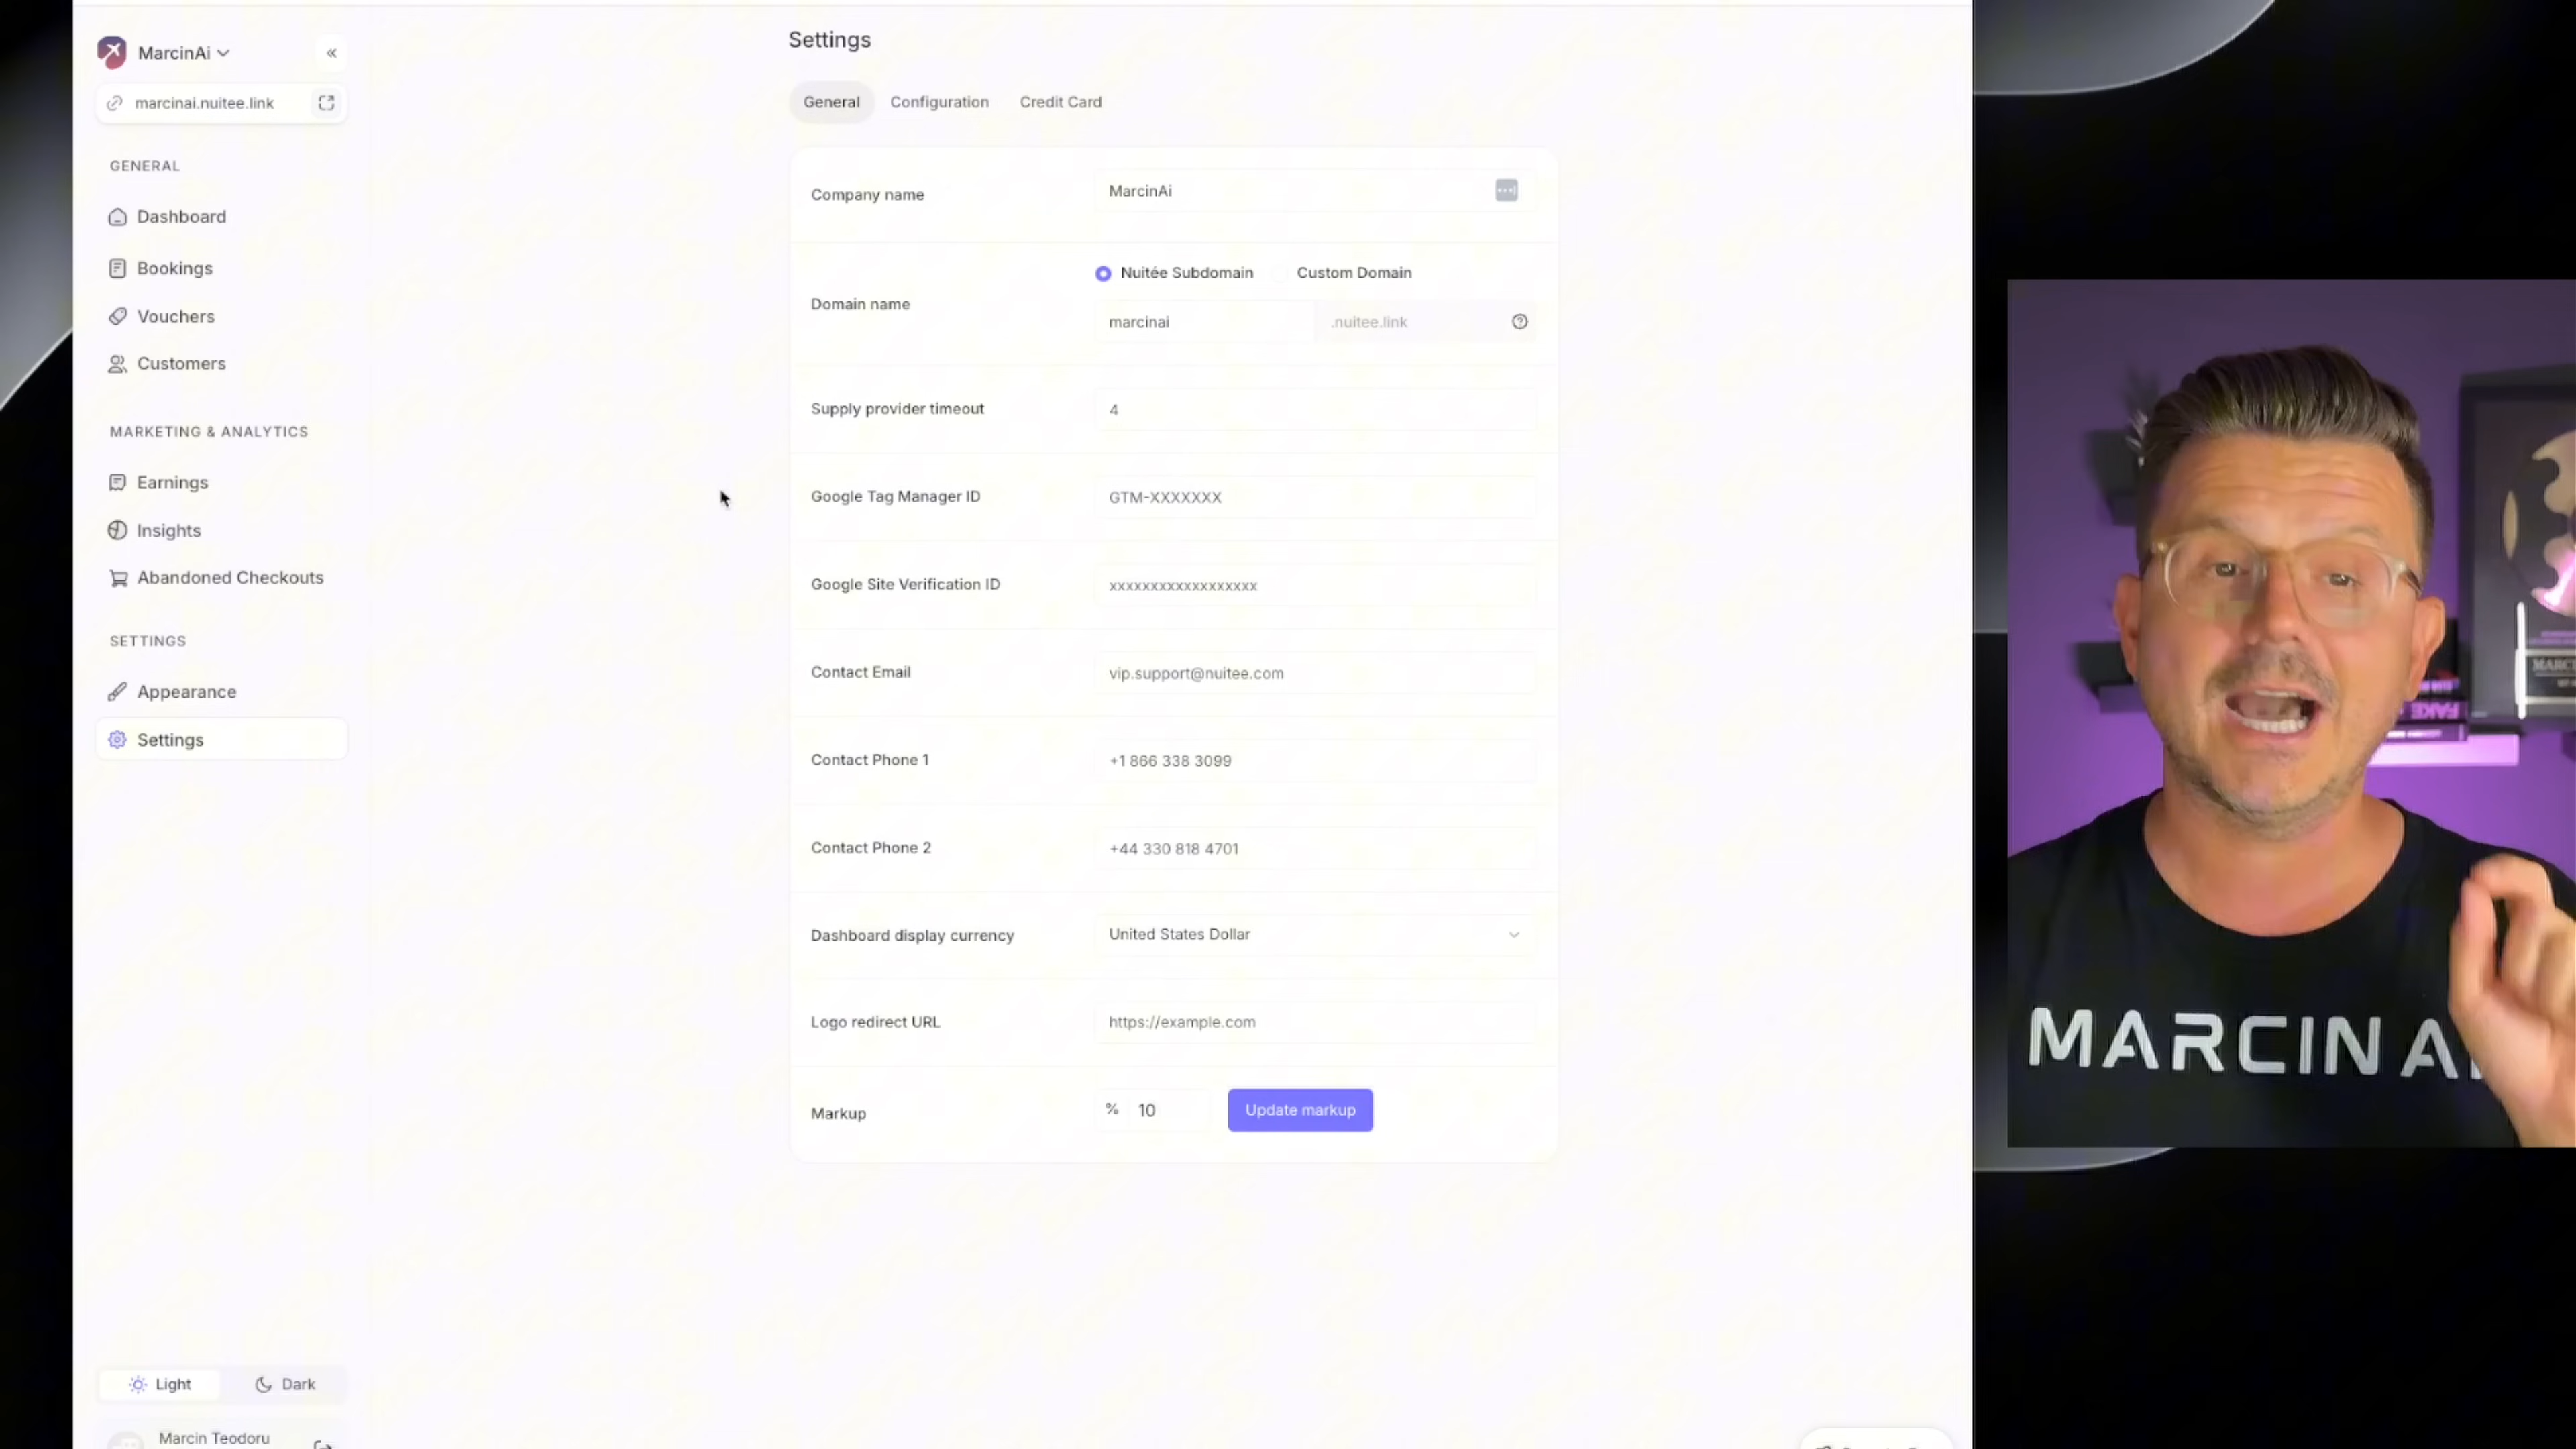 MarcinAi
marcinai.nuitee.link
GENERAL
Dashboard
Bookings
Vouchers
Customers
MARKETING & ANALYTICS
Earnings
Insights
Abandoned Checkouts
SETTINGS
Appearance
Settings
Light Dark
Marcin Teodoru
Settings
General Configuration Credit Card
Company name MarcinAi
Nuitée Subdomain Custom Domain
Domain name
marcinai .nuitee.link
Supply provider timeout 4
Google Tag Manager ID GTM-XXXXXXX
Google Site Verification ID xxxxxxxxxxxxxxxxxx
Contact Email vip.support@nuitee.com
Contact Phone 1 +1 866 338 3099
Contact Phone 2 +44 330 818 4701
Dashboard display currency United States Dollar
Logo redirect URL https://example.com
Markup % 10 Update markup
FAKE
MARCIN